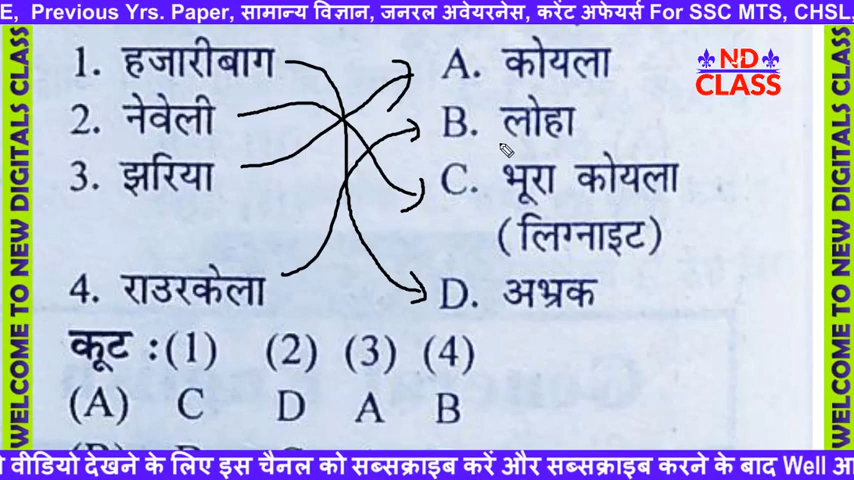 E, Previous Yrs. Paper, सामान्य विज्ञान, जनरल अवेयरनेस, करेंट अफेयर्स For SSC MTS, CHSL,
WELCOME TO NEW DIGITALS CLASS
1. हजारीबाग A. कोयला
2. नेवेली B. लोहा
3. झरिया C. भूरा कोयला
(लिग्नाइट)
4. राउरकेला D. अभ्रक
कूट : (1) (2) (3) (4)
(A) C D A B
ND
CLASS
WELCOME TO NEW DIGITALS CLASS
वीडियो देखने के लिए इस चैनल को सब्सक्राइब करें और सब्सक्राइब करने के बाद Well